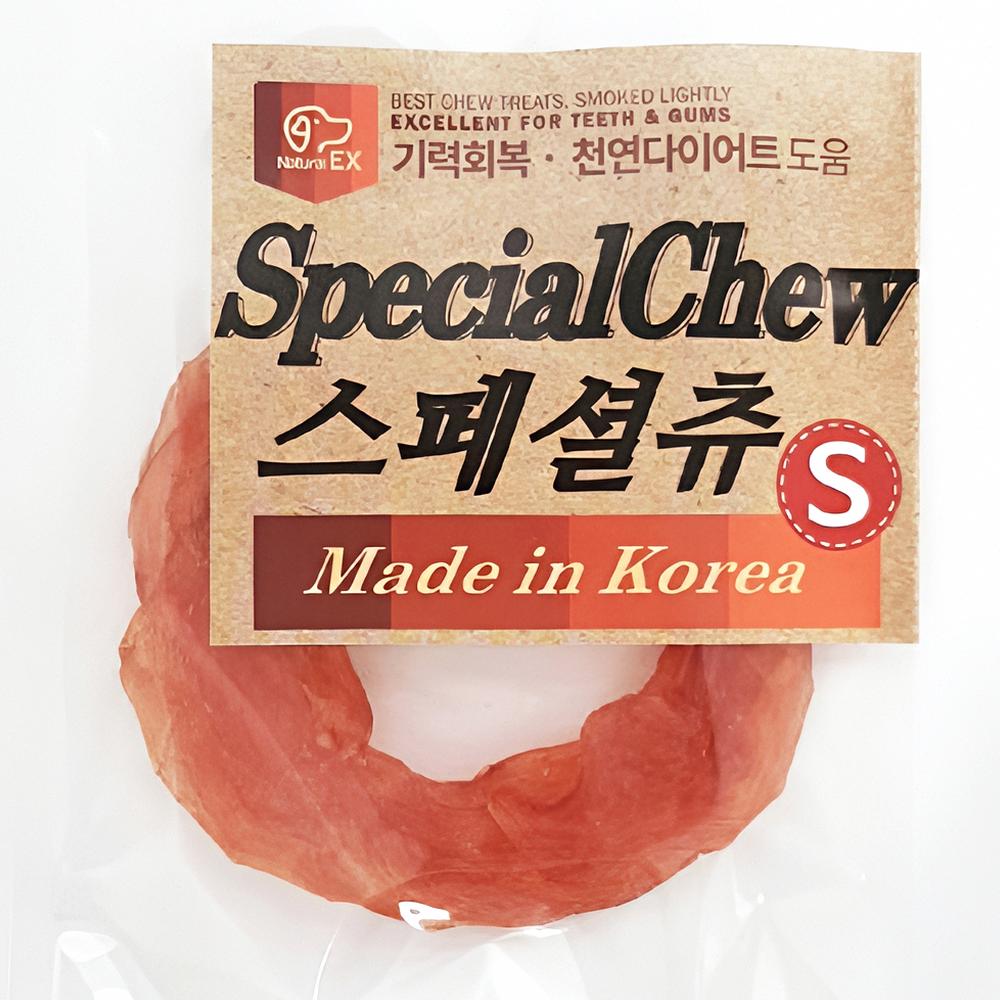 BEST CHEW TREATS. SMOKED LIGHTLY
EXCELLENT FOR TEETH & GUMS
기력회복 · 천연다이어트 도움
Natural EX
SpecialChew
스페셜츄
S
Made in Korea